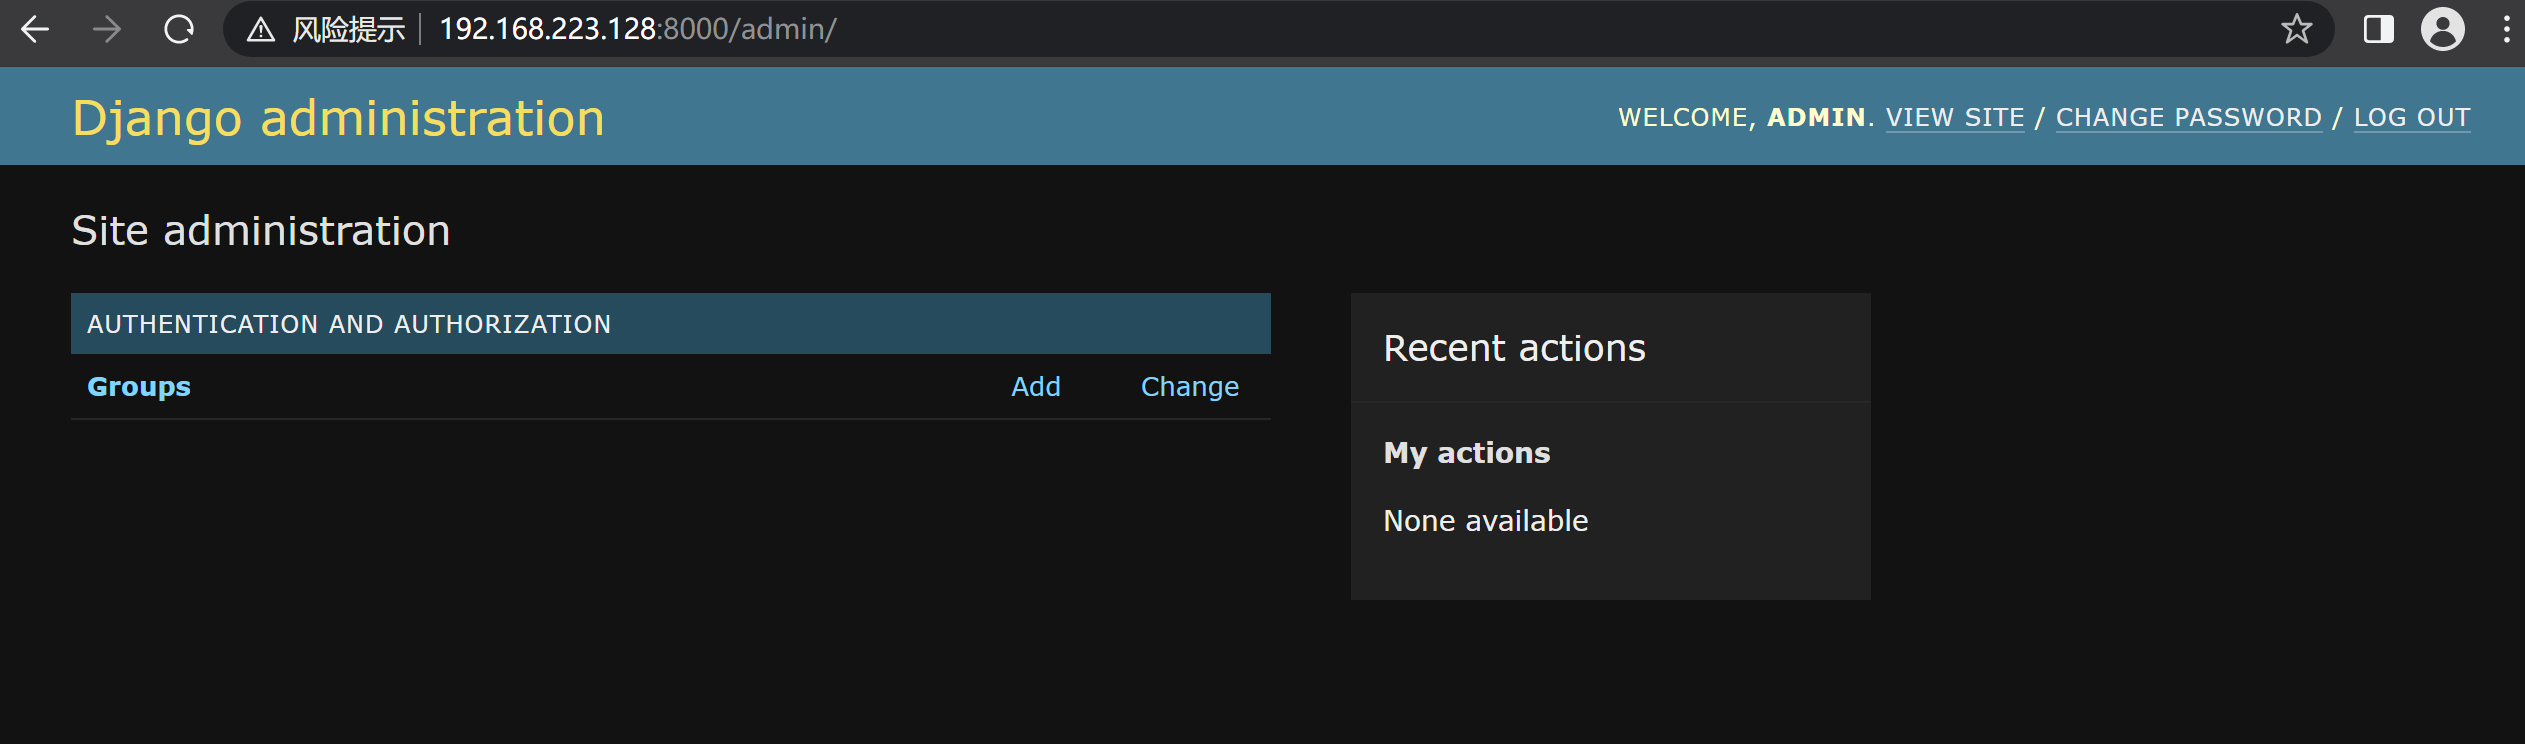 风险提示 192.168.223.128:8000/admin/
Django administration
WELCOME, ADMIN. VIEW SITE / CHANGE PASSWORD / LOG OUT
Site administration
AUTHENTICATION AND AUTHORIZATION
Groups Add Change
Recent actions
My actions
None available